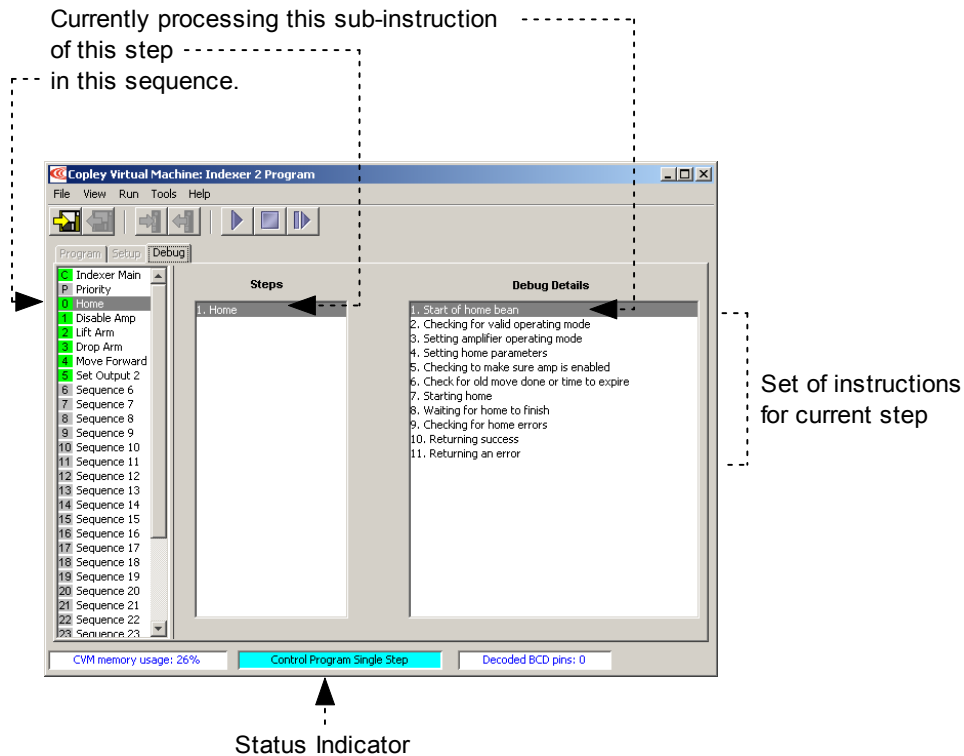 Currently processing this sub-instruction
of this step
in this sequence.
Copley Virtual Machine: Indexer 2 Program
File View Run Tools Help
Program Setup Debug
C Indexer Main
P Priority
0 Home
1 Disable Amp
2 Lift Arm
3 Drop Arm
4 Move Forward
5 Set Output 2
6 Sequence 6
7 Sequence 7
8 Sequence 8
9 Sequence 9
10 Sequence 10
11 Sequence 11
12 Sequence 12
13 Sequence 13
14 Sequence 14
15 Sequence 15
16 Sequence 16
17 Sequence 17
18 Sequence 18
19 Sequence 19
20 Sequence 20
21 Sequence 21
22 Sequence 22
23 Sequence 23
Steps
1. Home
Debug Details
1. Start of home bean
2. Checking for valid operating mode
3. Setting amplifier operating mode
4. Setting home parameters
5. Checking to make sure amp is enabled
6. Check for old move done or time to expire
7. Starting home
8. Waiting for home to finish
9. Checking for home errors
10. Returning success
11. Returning an error
Set of instructions
for current step
CVM memory usage: 26%
Control Program Single Step
Decoded BCD pins: 0
Status Indicator